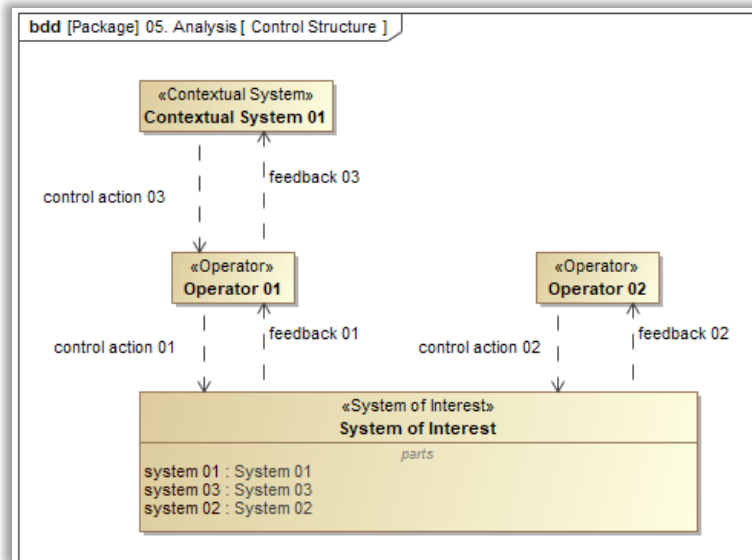 bdd [Package] 05. Analysis [ Control Structure ]
«Contextual System»
Contextual System 01
control action 03
feedback 03
«Operator»
Operator 01
«Operator»
Operator 02
control action 01
feedback 01
control action 02
feedback 02
«System of Interest»
System of Interest
parts
system 01 : System 01
system 03 : System 03
system 02 : System 02